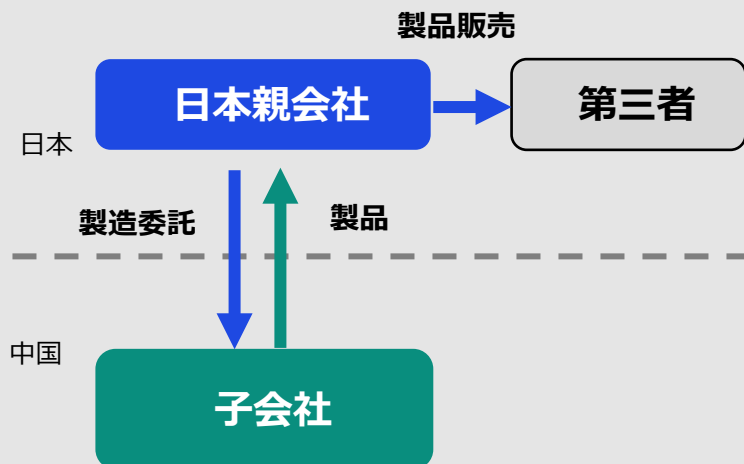 製品販売
日本親会社
第三者
日本
製造委託
製品
中国
子会社